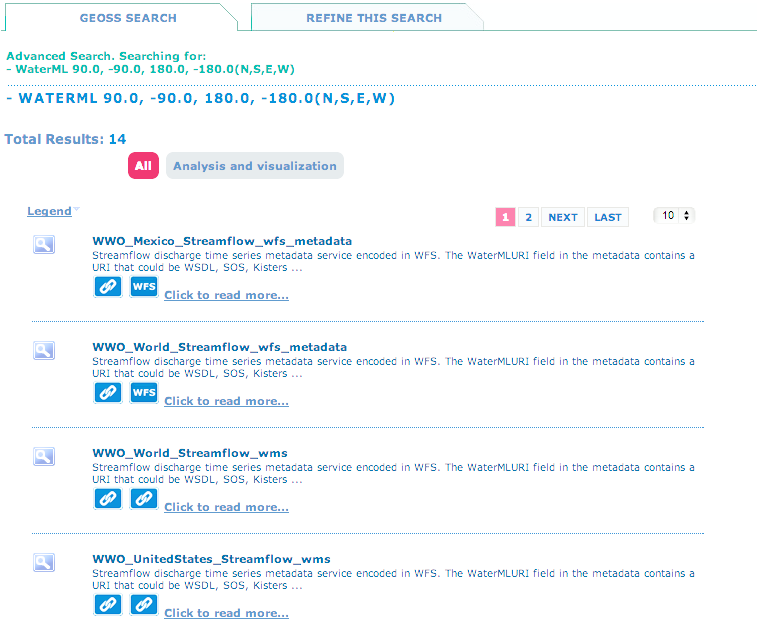 GEOSS SEARCH
REFINE THIS SEARCH
Advanced Search. Searching for:
- WaterML 90.0, -90.0, 180.0, -180.0(N,S,E,W)
- WATERML 90.0, -90.0, 180.0, -180.0(N,S,E,W)
Total Results: 14
All
Analysis and visualization
Legend
1 2 NEXT LAST 10
WWO_Mexico_Streamflow_wfs_metadata
Streamflow discharge time series metadata service encoded in WFS. The WaterMLURI field in the metadata contains a
URI that could be WSDL, SOS, Kisters ...
WFS Click to read more...
WWO_World_Streamflow_wfs_metadata
Streamflow discharge time series metadata service encoded in WFS. The WaterMLURI field in the metadata contains a
URI that could be WSDL, SOS, Kisters ...
WFS Click to read more...
WWO_World_Streamflow_wms
Streamflow discharge time series metadata service encoded in WFS. The WaterMLURI field in the metadata contains a
URI that could be WSDL, SOS, Kisters ...
Click to read more...
WWO_UnitedStates_Streamflow_wms
Streamflow discharge time series metadata service encoded in WFS. The WaterMLURI field in the metadata contains a
URI that could be WSDL, SOS, Kisters ...
Click to read more...